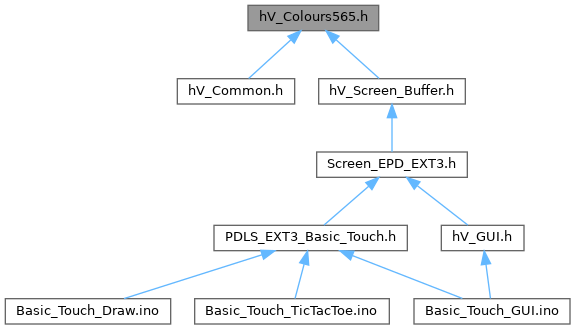 hV_Colours565.h
hV_Common.h
hV_Screen_Buffer.h
Screen_EPD_EXT3.h
PDLS_EXT3_Basic_Touch.h
hV_GUI.h
Basic_Touch_Draw.ino
Basic_Touch_TicTacToe.ino
Basic_Touch_GUI.ino